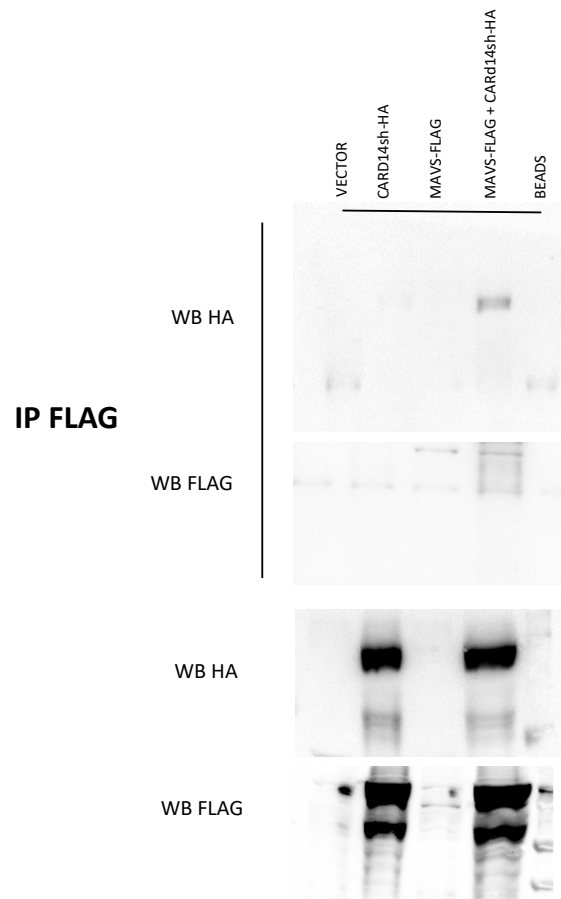 VECTOR
CARD14sh-HA
MAVS-FLAG
MAVS-FLAG + CARd14sh-HA
BEADS
WB HA
IP FLAG
WB FLAG
WB HA
WB FLAG